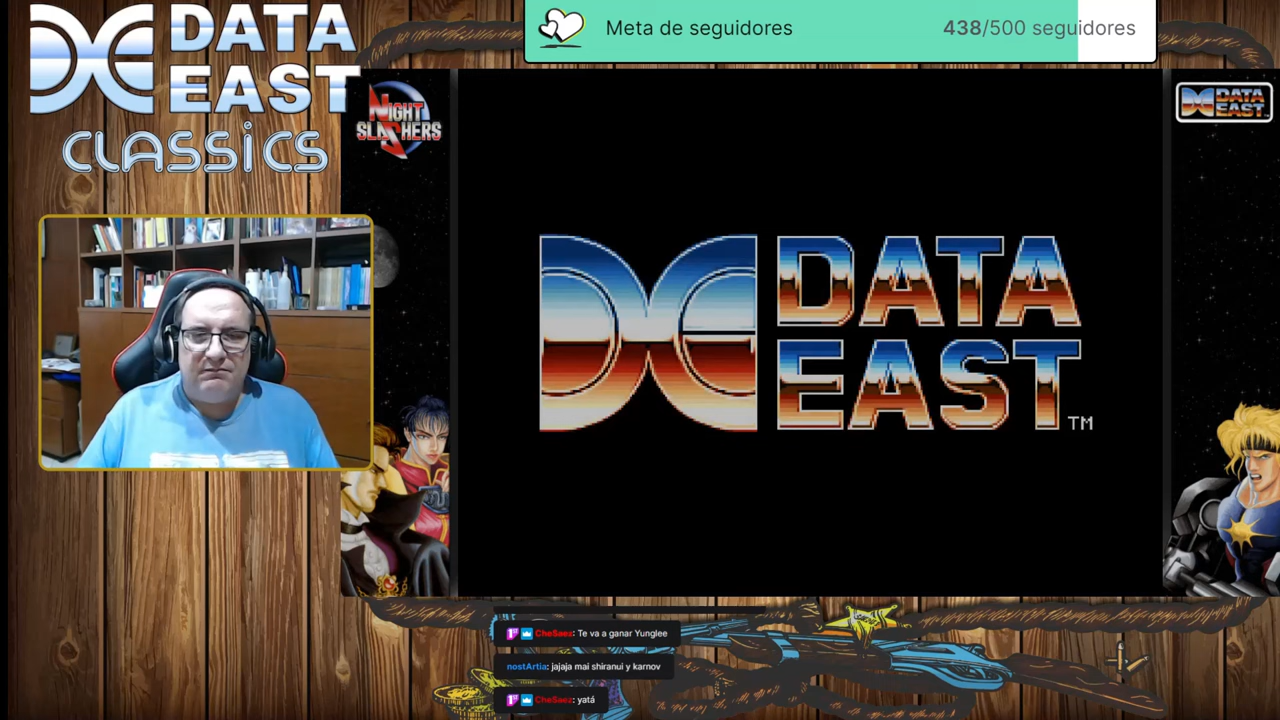 DATA
EAST
CLASSICS
Meta de seguidores
438/500 seguidores
NIGHT
SLASHERS
DATA
EAST
DATA
EAST
TM
CheSaez: Te va a ganar Yunglee
nostArtia: jajaja mai shiranui y karnov
CheSaez: yatá